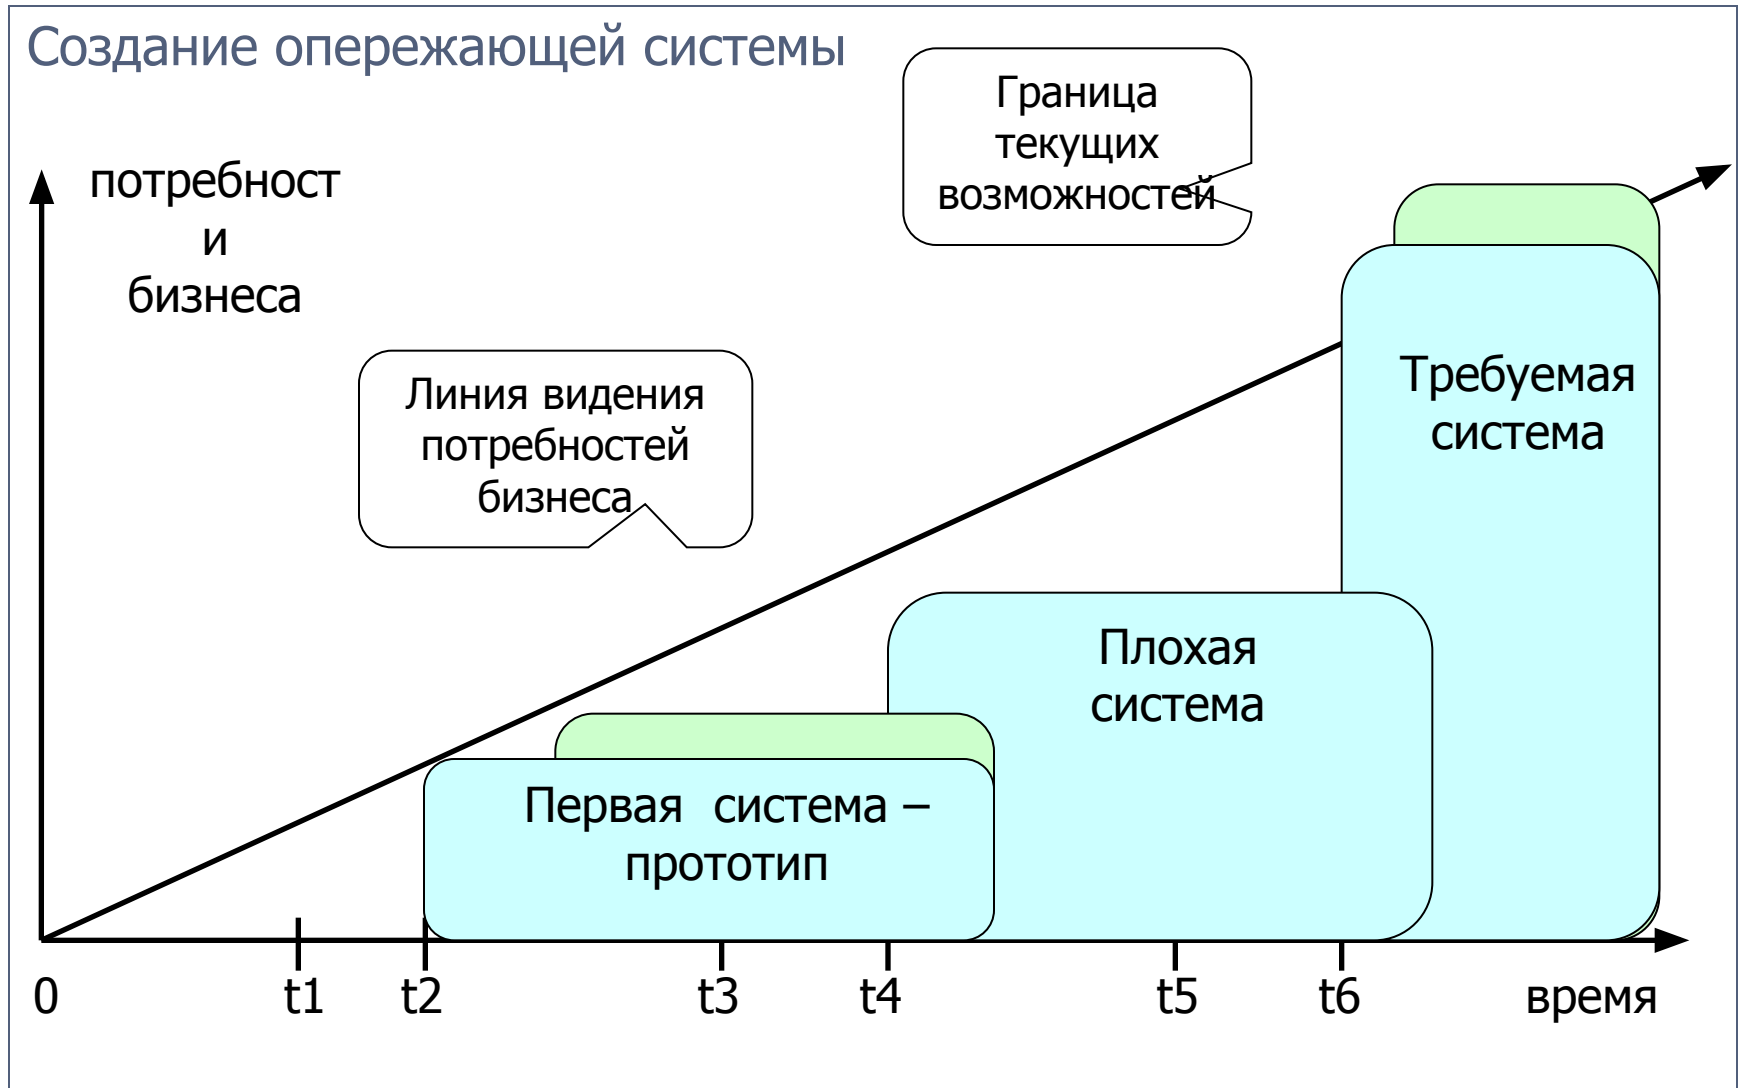 Создание опережающей системы
Граница
текущих
возможностей
потребност
и
бизнеса
Линия видения
потребностей
бизнеса
Требуемая
система
Плохая
система
Первая система –
прототип
0 t1 t2 t3 t4 t5 t6 время